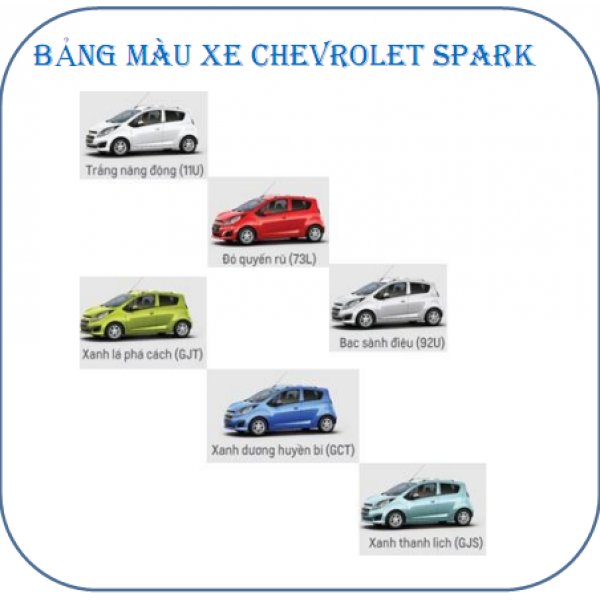 BẢNG MÀU XE CHEVROLET SPARK
Trắng năng động (11U)
Đỏ quyến rũ (73L)
Xanh lá phá cách (GJT)
Bạc sành điệu (92U)
Xanh dương huyền bí (GCT)
Xanh thanh lịch (GJS)